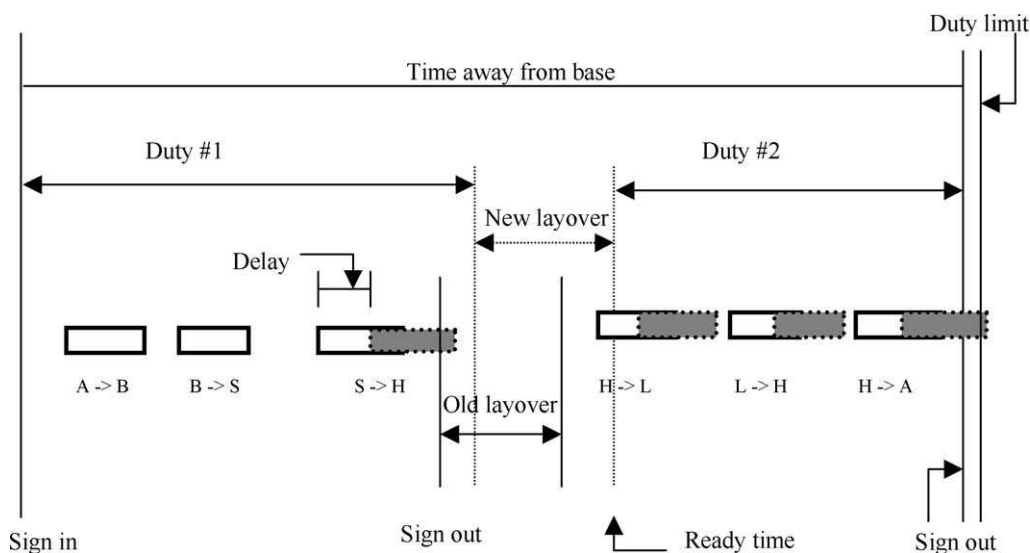 Duty limit
Time away from base
Duty #1
Duty #2
New layover
Delay
A -> B
B -> S
S -> H
H -> L
L -> H
H -> A
Old layover
Sign in
Sign out
Ready time
Sign out